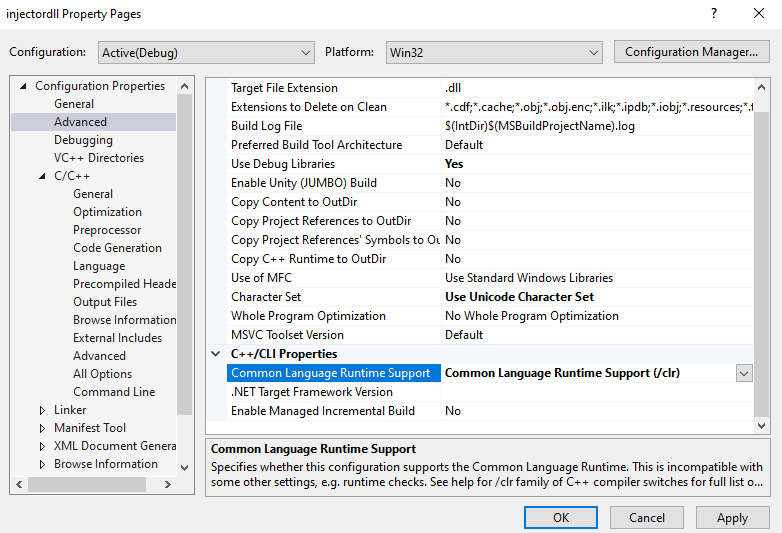 injectordll Property Pages
? ×
Configuration: Active(Debug) Platform: Win32 Configuration Manager...
Configuration Properties
General
Advanced
Debugging
VC++ Directories
C/C++
General
Optimization
Preprocessor
Code Generation
Language
Precompiled Heade
Output Files
Browse Information
External Includes
Advanced
All Options
Command Line
Linker
Manifest Tool
XML Document Genera
Browse Information
Target File Extension .dll
Extensions to Delete on Clean *.cdf;*.cache;*.obj;*.obj.enc;*.ilk;*.ipdb;*.iobj;*.resources;*.t
Build Log File $(IntDir)$(MSBuildProjectName).log
Preferred Build Tool Architecture Default
Use Debug Libraries Yes
Enable Unity (JUMBO) Build No
Copy Content to OutDir No
Copy Project References to OutDir No
Copy Project References' Symbols to Ou No
Copy C++ Runtime to OutDir No
Use of MFC Use Standard Windows Libraries
Character Set Use Unicode Character Set
Whole Program Optimization No Whole Program Optimization
MSVC Toolset Version Default
C++/CLI Properties
Common Language Runtime Support Common Language Runtime Support (/clr)
.NET Target Framework Version
Enable Managed Incremental Build No
Common Language Runtime Support
Specifies whether this configuration supports the Common Language Runtime. This is incompatible with
some other settings, e.g. runtime checks. See help for /clr family of C++ compiler switches for full list o...
OK Cancel Apply